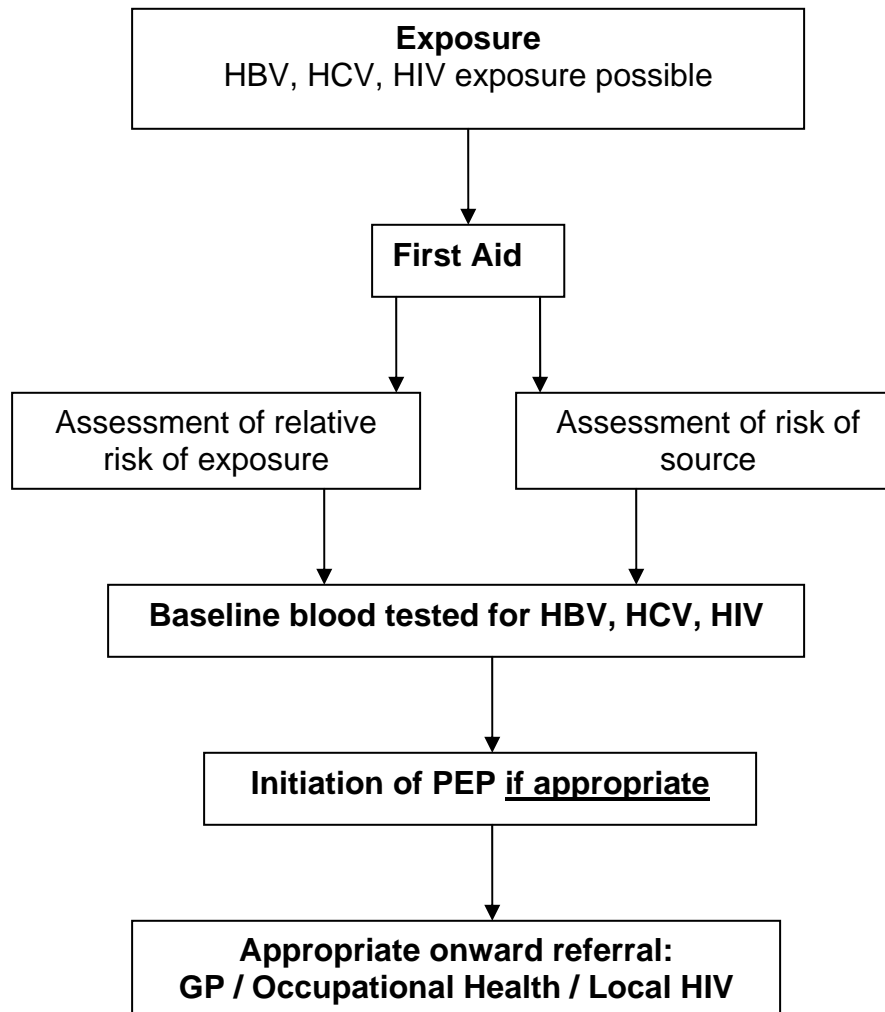 Exposure
HBV, HCV, HIV exposure possible
First Aid
Assessment of relative
risk of exposure
Assessment of risk of
source
Baseline blood tested for HBV, HCV, HIV
Initiation of PEP if appropriate
Appropriate onward referral:
GP / Occupational Health / Local HIV